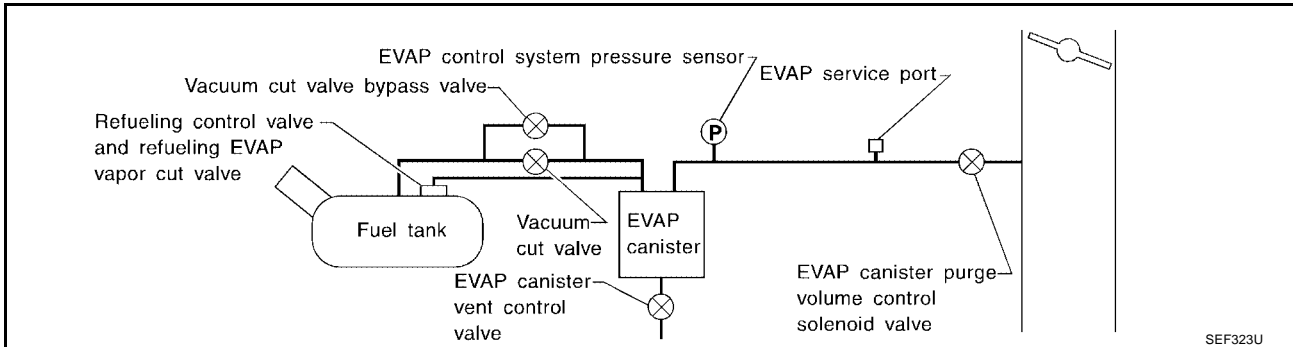 EVAP control system pressure sensor
EVAP service port
Vacuum cut valve bypass valve
Refueling control valve
and refueling EVAP
vapor cut valve
P
Fuel tank
Vacuum
cut valve
EVAP
canister
EVAP canister
vent control
valve
EVAP canister purge
volume control
solenoid valve
SEF323U